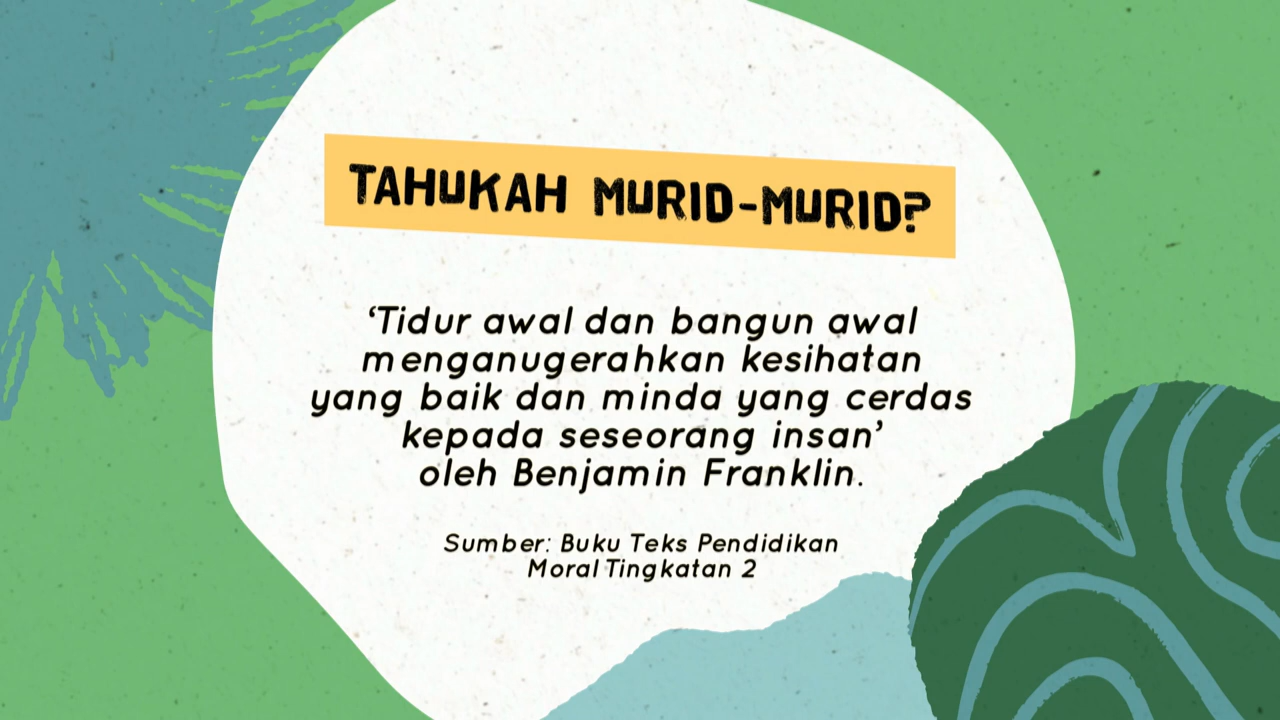 TAHUKAH MURID-MURID?
‘Tidur awal dan bangun awal
menganugerahkan kesihatan
yang baik dan minda yang cerdas
kepada seseorang insan’
oleh Benjamin Franklin.
Sumber: Buku Teks Pendidikan
Moral Tingkatan 2